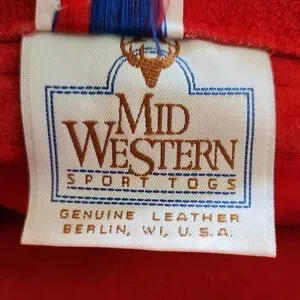 MID
WESTERN
SPORT TOGS
GENUINE LEATHER
BERLIN, WI, U.S.A.